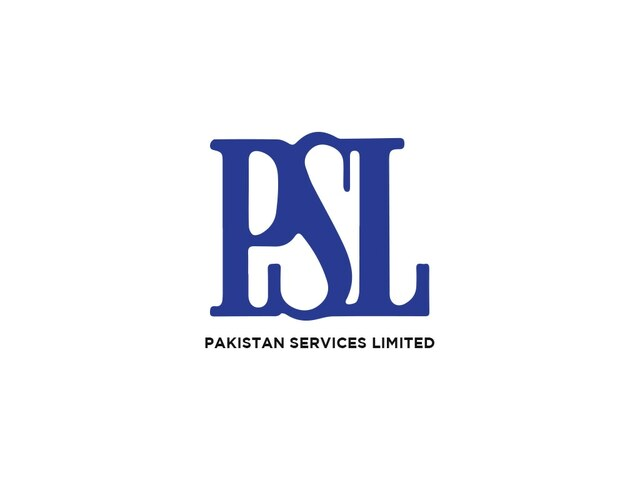 PSL
PAKISTAN SERVICES LIMITED